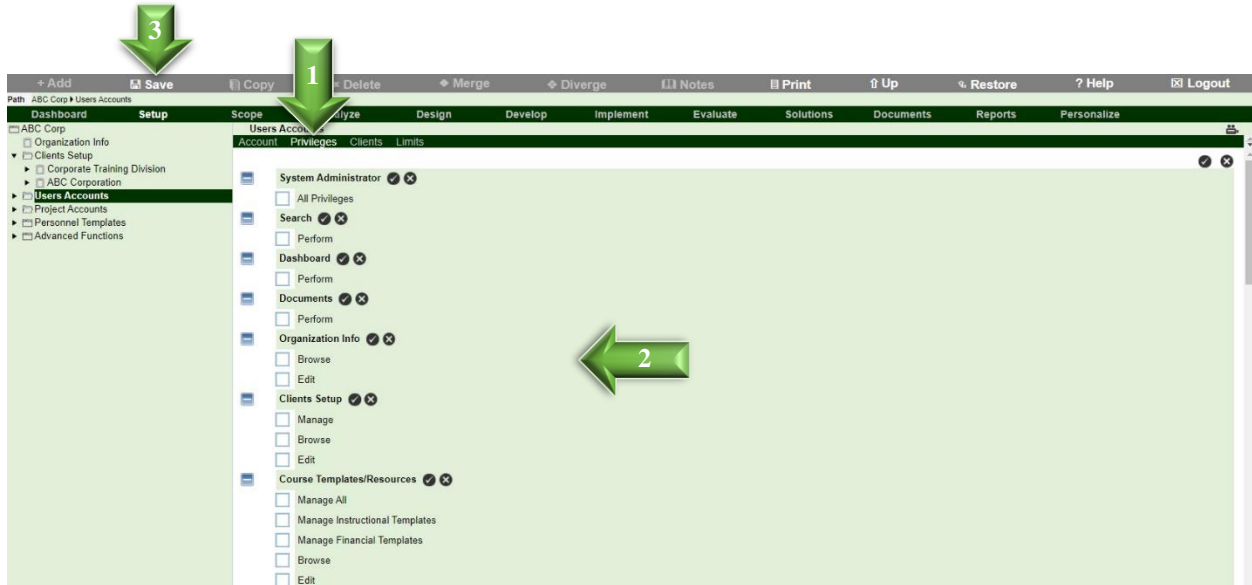 3
1
+ Add Save Copy × Delete Merge Diverge Notes Print Up Restore ? Help Logout
Path ABC Corp Users Accounts
Dashboard Setup Scope Design Develop Implement Evaluate Solutions Documents Reports Personalize
ABC Corp
Organization Info
Clients Setup
Corporate Training Division
ABC Corporation
Users Accounts
Project Accounts
Personnel Templates
Advanced Functions
Users
Account Privileges Clients Limits
System Administrator
All Privileges
Search
Perform
Dashboard
Perform
Documents
Perform
Organization Info
Browse
Edit
2
Clients Setup
Manage
Browse
Edit
Course Templates/Resources
Manage All
Manage Instructional Templates
Manage Financial Templates
Browse
Edit